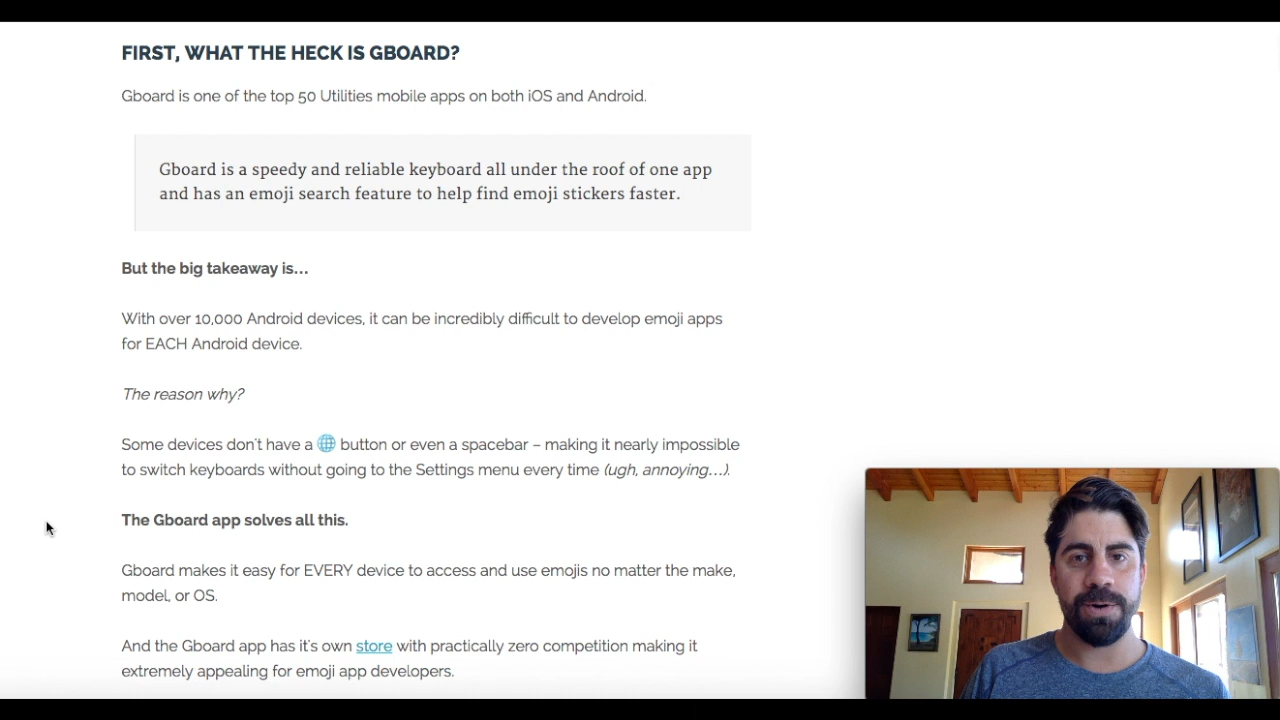 FIRST, WHAT THE HECK IS GBOARD?
Gboard is one of the top 50 Utilities mobile apps on both iOS and Android.
Gboard is a speedy and reliable keyboard all under the roof of one app
and has an emoji search feature to help find emoji stickers faster.
But the big takeaway is...
With over 10,000 Android devices, it can be incredibly difficult to develop emoji apps
for EACH Android device.
The reason why?
Some devices don't have a 🌐 button or even a spacebar – making it nearly impossible
to switch keyboards without going to the Settings menu every time (ugh, annoying...).
The Gboard app solves all this.
Gboard makes it easy for EVERY device to access and use emojis no matter the make,
model, or OS.
And the Gboard app has it's own store with practically zero competition making it
extremely appealing for emoji app developers.